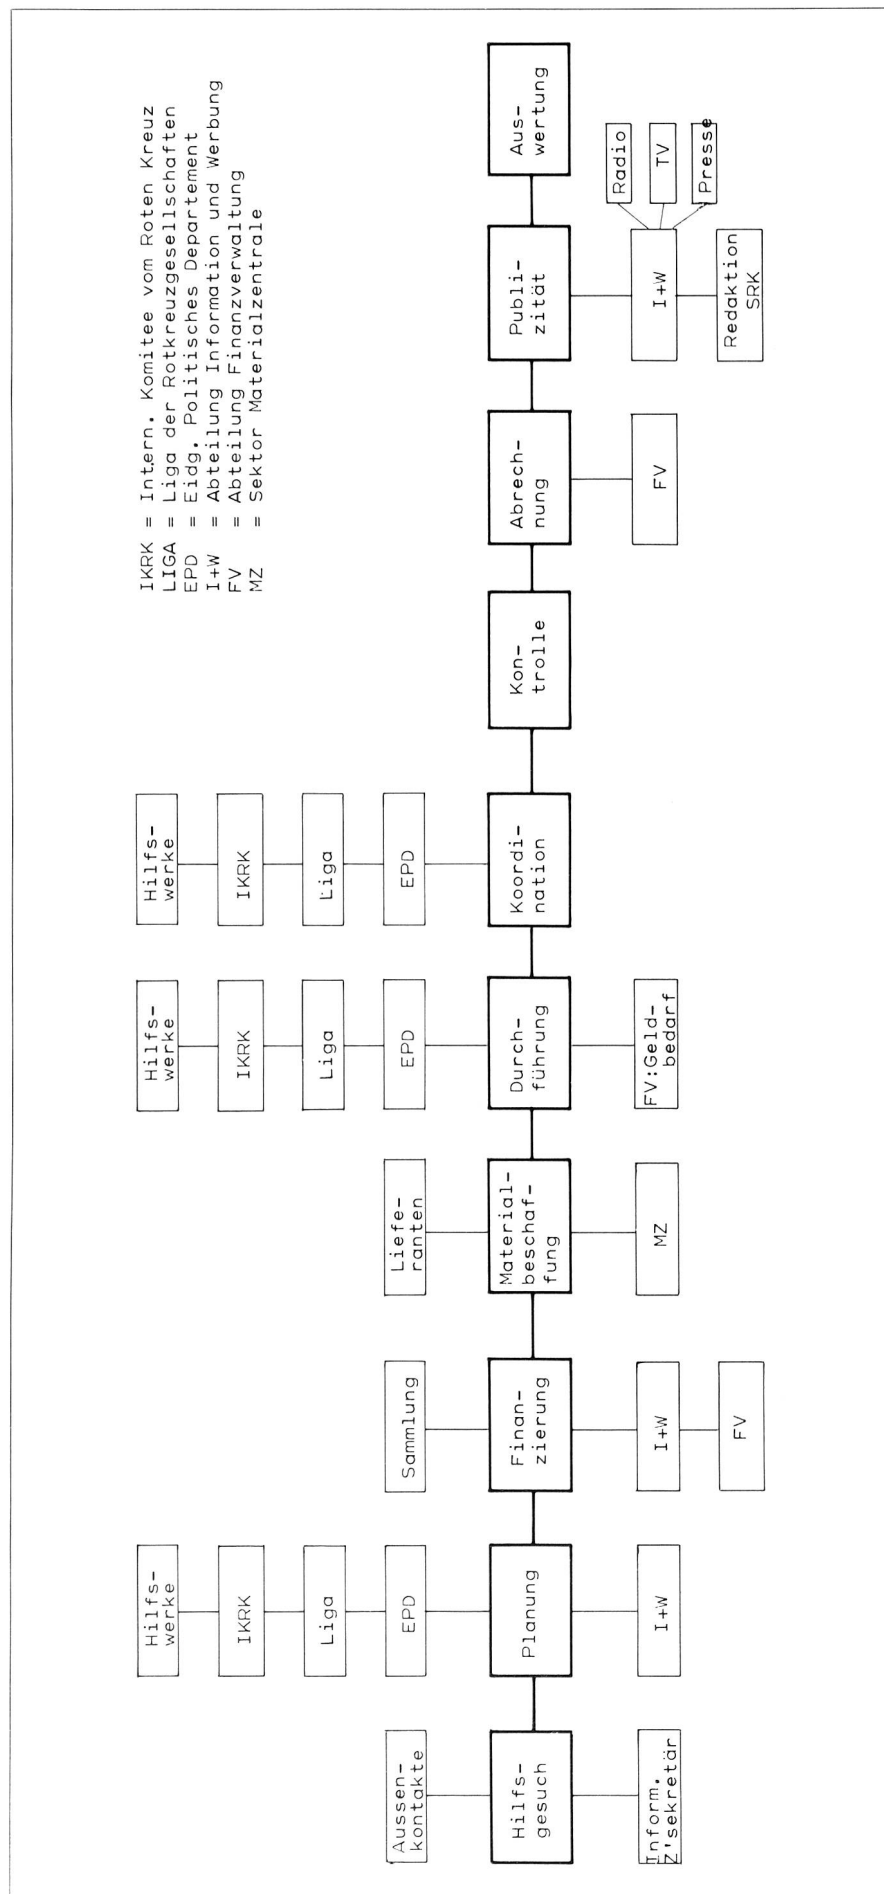 IKRK = Intern. Komitee vom Roten Kreuz
LIGA = Liga der Rotkreuzgesellschaften
EPD = Eidg. Politisches Departement
I+W = Abteilung Information und Werbung
FV = Abteilung Finanzverwaltung
MZ = Sektor Materialzentrale
Hilfs-
werke
IKRK
Liga
EPD
Hilfs-
werke
IKRK
Liga
EPD
Hilfs-
werke
IKRK
Liga
EPD
Aussen-
kontakte
Sammlung
Liefe-
ranten
Hilfs-
gesuch
Planung
Finan-
zierung
Material-
beschaf-
fung
Durch-
führung
Koordi-
nation
Kon-
trolle
Abrech-
nung
Publi-
zität
Aus-
wertung
Inform.
Z'sekretär
I+W
I+W
FV
MZ
FV:Geld-
bedarf
FV
I+W
Radio
TV
Presse
Redaktion
SRK